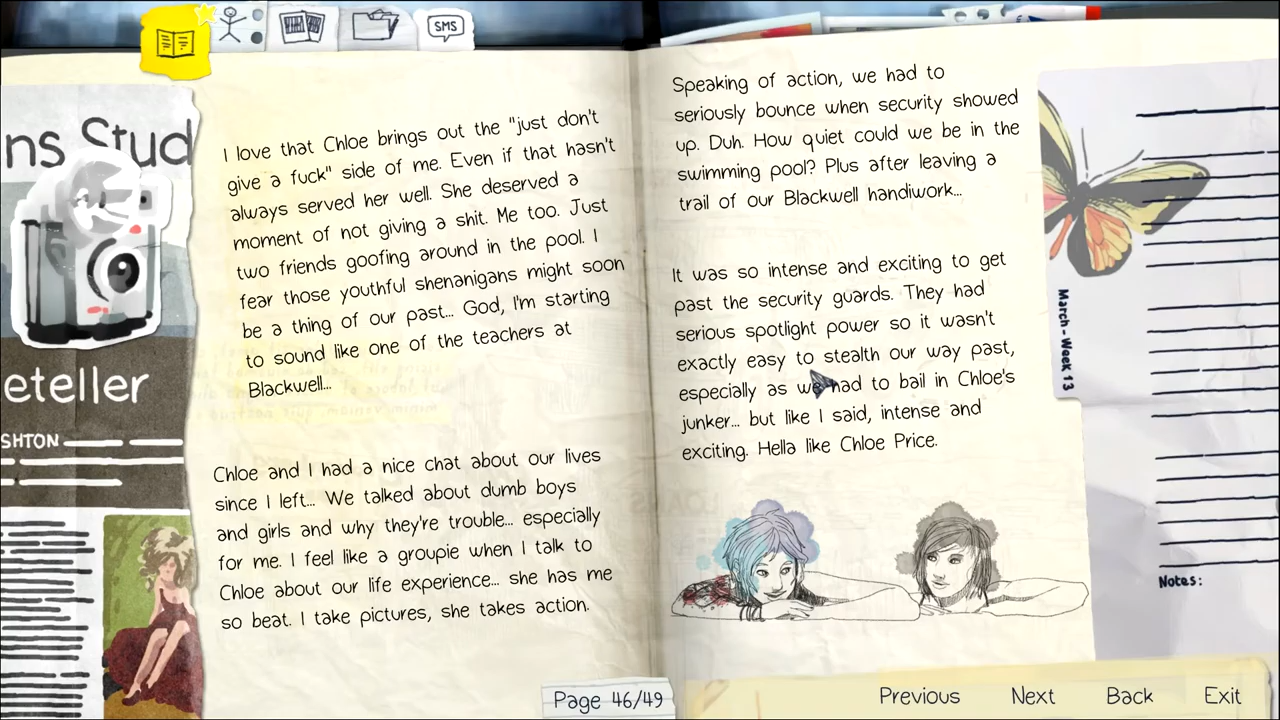 SMS
ns Stud
eteller
SHTON
I love that Chloe brings out the "just don't
give a fuck" side of me. Even if that hasn't
always served her well. She deserved a
moment of not giving a shit. Me too. Just
two friends goofing around in the pool. I
fear those youthful shenanigans might soon
be a thing of our past... God, I'm starting
to sound like one of the teachers at
Blackwell...
Chloe and I had a nice chat about our lives
since I left... We talked about dumb boys
and girls and why they're trouble... especially
for me. I feel like a groupie when I talk to
Chloe about our life experience... she has me
so beat. I take pictures, she takes action.
Speaking of action, we had to
seriously bounce when security showed
up. Duh. How quiet could we be in the
swimming pool? Plus after leaving a
trail of our Blackwell handiwork...
It was so intense and exciting to get
past the security guards. They had
serious spotlight power so it wasn't
exactly easy to stealth our way past,
especially as we had to bail in Chloe's
junker... but like I said, intense and
exciting. Hella like Chloe Price.
March - Week 13
Notes:
Page 46/49
Previous Next Back Exit